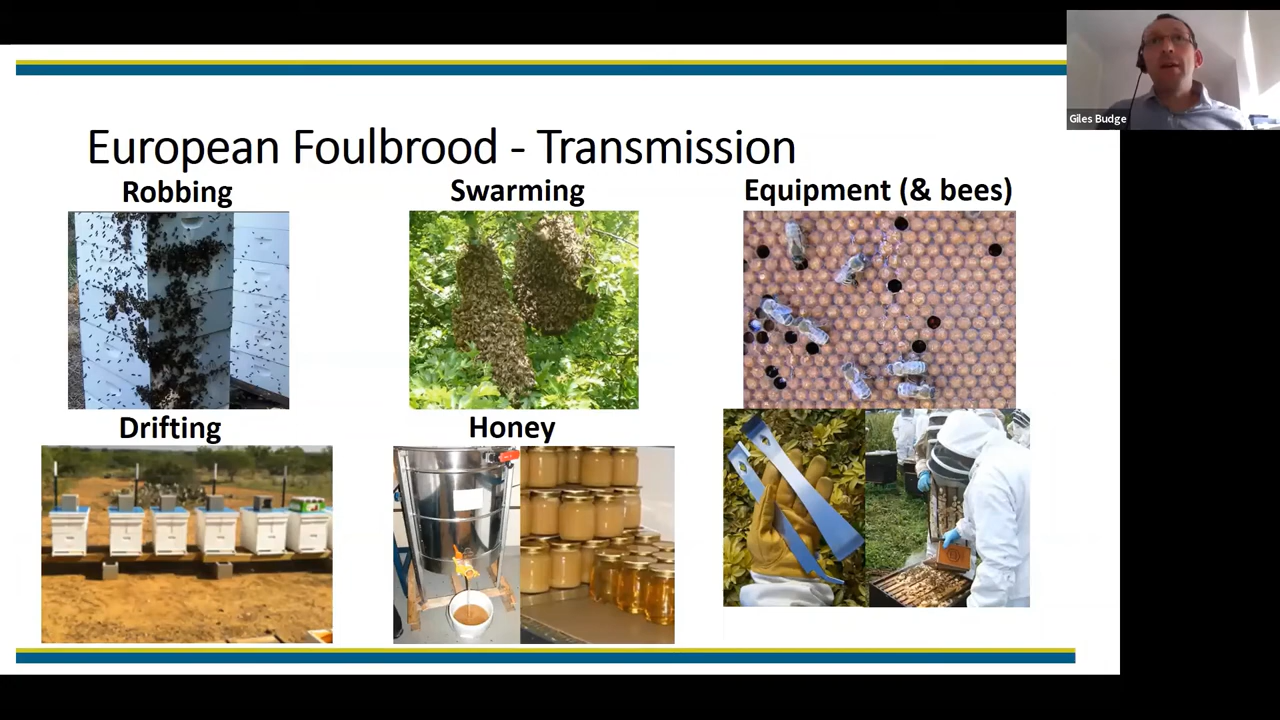 European Foulbrood - Transmission
Robbing
Swarming
Equipment (& bees)
Drifting
Honey
Giles Budge